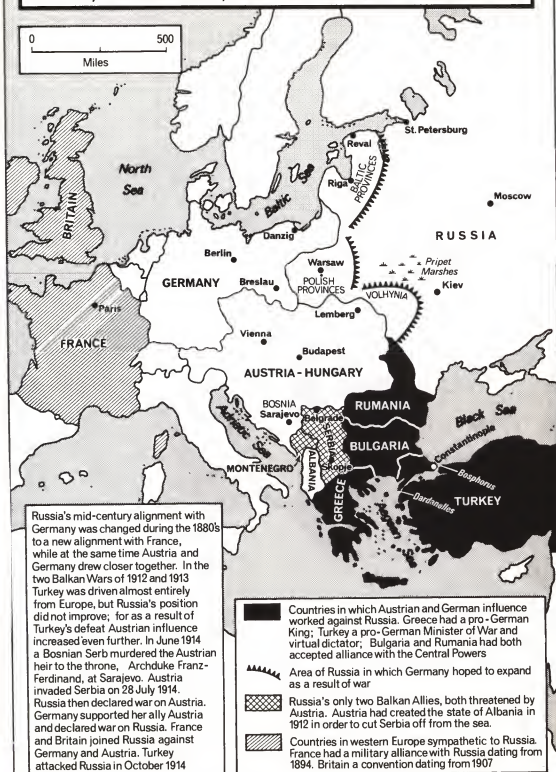 0 500
Miles
St. Petersburg
Reval
North
Sea
Baltic Sea
Riga
BALTIC
PROVINCES
Moscow
BRITAIN
RUSSIA
Danzig
Berlin
Warsaw
Pripet
Marshes
GERMANY
POLISH
PROVINCES
Breslau
Kiev
VOLHYNIA
Paris
Lemberg
FRANCE
Vienna
Budapest
AUSTRIA-HUNGARY
BOSNIA
Sarajevo
Belgrade
RUMANIA
Black Sea
Adriatic Sea
SERBIA
BULGARIA
Constantinople
MONTENEGRO
ALBANIA
Skopje
Bosphorus
GREECE
Dardanelles
TURKEY
Aegean
Russia's mid-century alignment with
Germany was changed during the 1880's
to a new alignment with France,
while at the same time Austria and
Germany drew closer together. In the
two Balkan Wars of 1912 and 1913
Turkey was driven almost entirely
from Europe, but Russia's position
did not improve; for as a result of
Turkey's defeat Austrian influence
increased even further. In June 1914
a Bosnian Serb murdered the Austrian
heir to the throne, Archduke Franz-
Ferdinand, at Sarajevo. Austria
invaded Serbia on 28 July 1914.
Russia then declared war on Austria.
Germany supported her ally Austria
and declared war on Russia. France
and Britain joined Russia against
Germany and Austria. Turkey
attacked Russia in October 1914
Countries in which Austrian and German influence
worked against Russia. Greece had a pro-German
King; Turkey a pro-German Minister of War and
virtual dictator; Bulgaria and Rumania had both
accepted alliance with the Central Powers
Area of Russia in which Germany hoped to expand
as a result of war
Russia's only two Balkan Allies, both threatened by
Austria. Austria had created the state of Albania in
1912 in order to cut Serbia off from the sea.
Countries in western Europe sympathetic to Russia.
France had a military alliance with Russia dating from
1894. Britain a convention dating from 1907